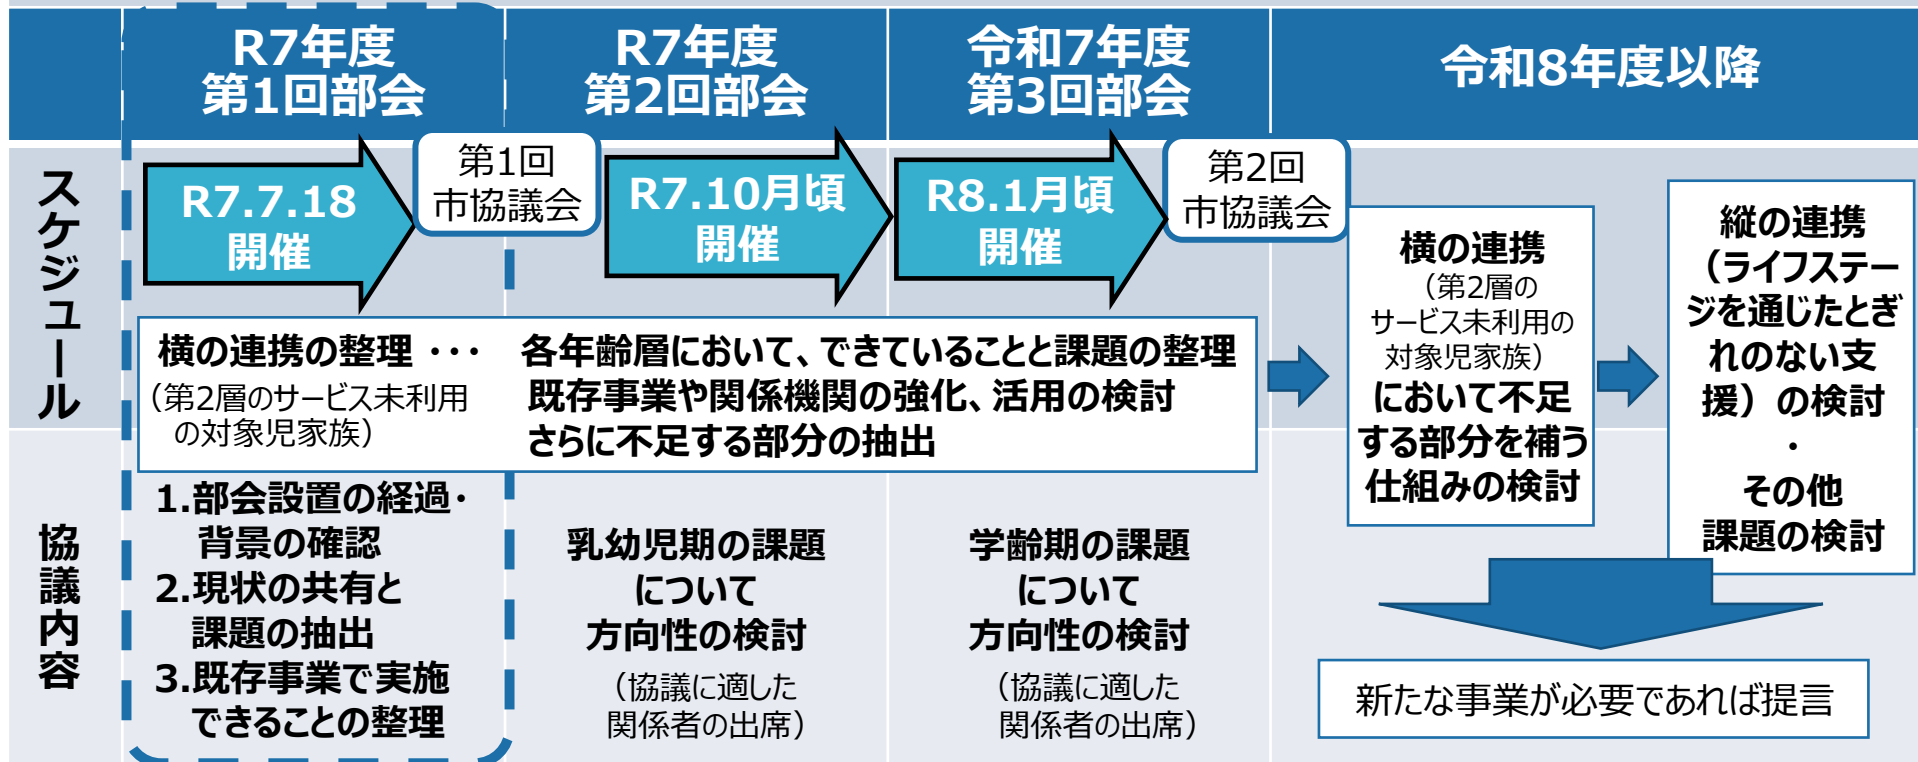 R7年度
第1回部会
R7年度
第2回部会
令和7年度
第3回部会
令和8年度以降
スケジュール
R7.7.18
開催
第1回
市協議会
R7.10月頃
開催
R8.1月頃
開催
第2回
市協議会
横の連携の整理 ・・・
（第2層のサービス未利用
の対象児家族）
各年齢層において、できていることと課題の整理
既存事業や関係機関の強化、活用の検討
さらに不足する部分の抽出
横の連携
（第2層の
サービス未利用の
対象児家族）
において不足
する部分を補う
仕組みの検討
縦の連携
（ライフステー
ジを通じたとぎ
れのない支
援）の検討
・
その他
課題の検討
協議内容
1.部会設置の経過・
背景の確認
2.現状の共有と
課題の抽出
3.既存事業で実施
できることの整理
乳幼児期の課題
について
方向性の検討
（協議に適した
関係者の出席）
学齢期の課題
について
方向性の検討
（協議に適した
関係者の出席）
新たな事業が必要であれば提言